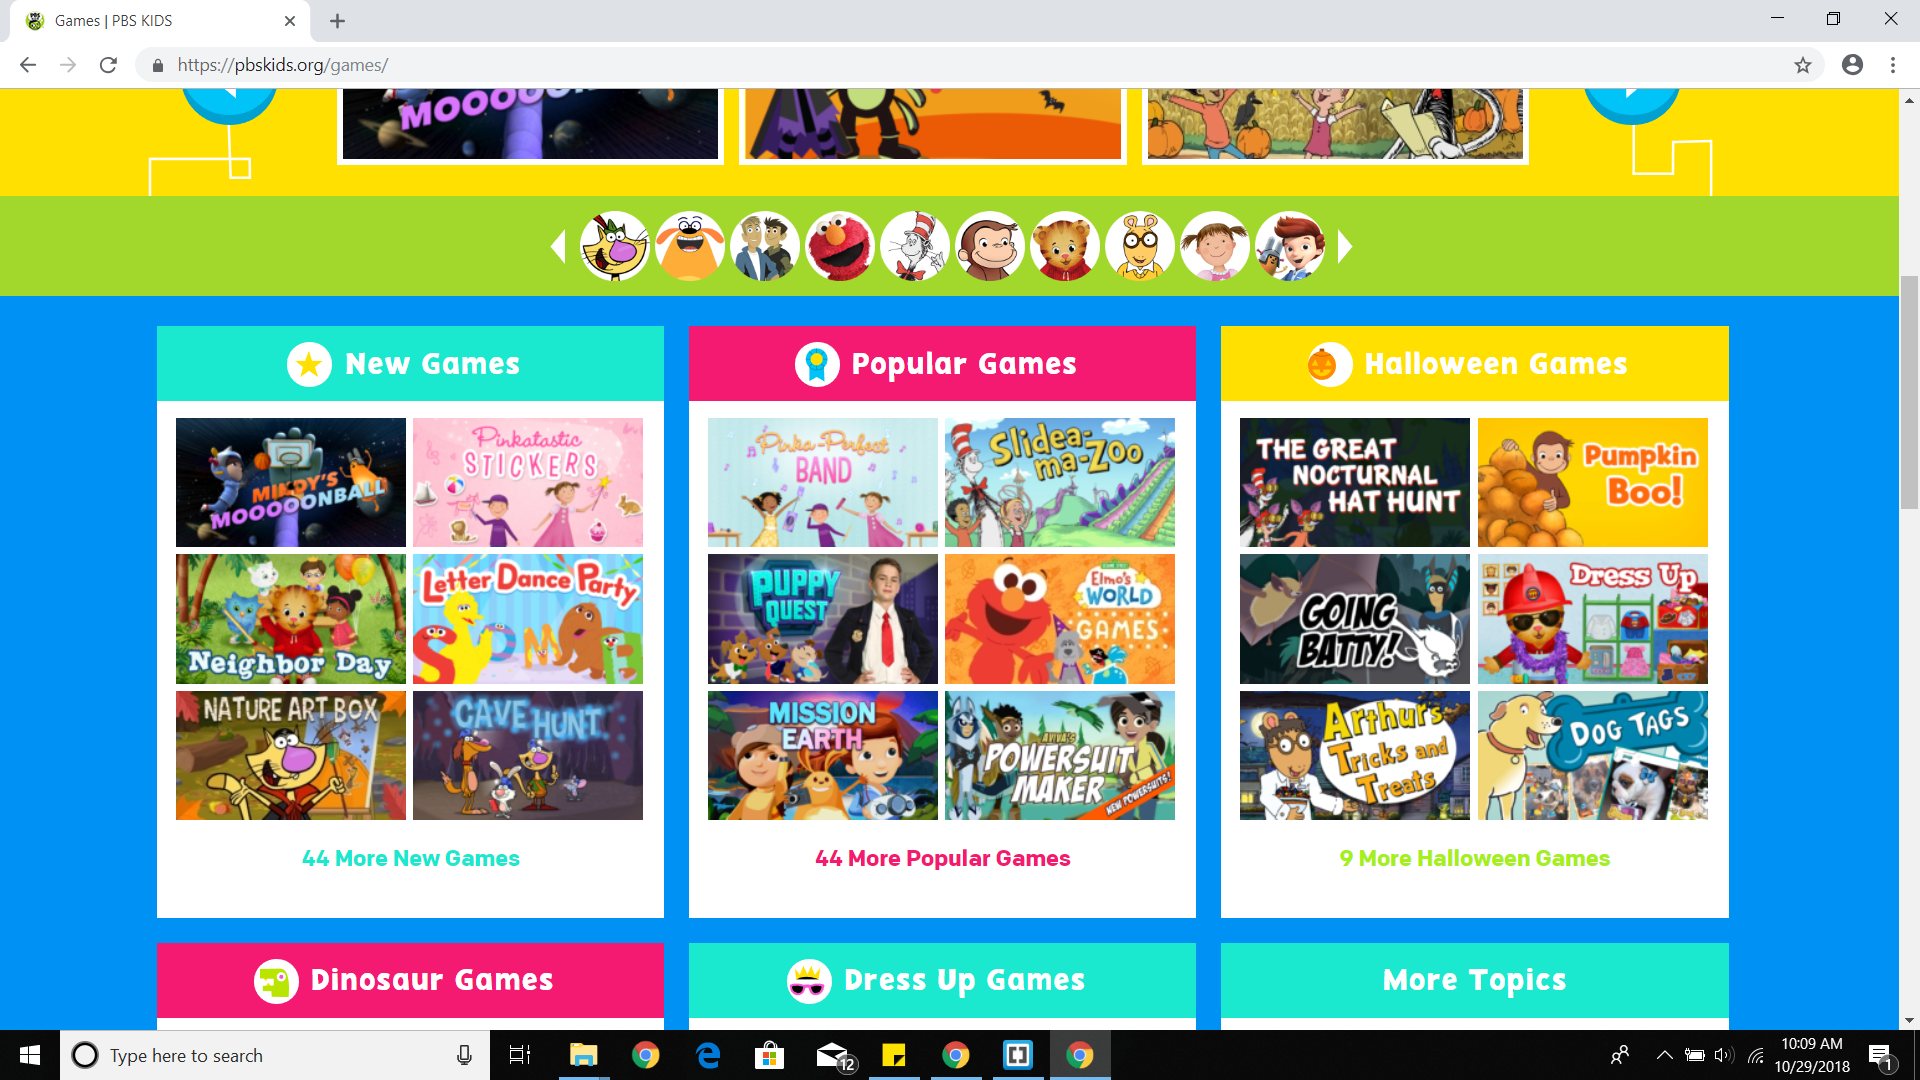 Games | PBS KIDS
https://pbskids.org/games/
MOOOOON
New Games
Popular Games
Halloween Games
MINDY'S
MOOOOONBALL
Pinkatastic
STICKERS
Pinka-Perfect
BAND
Slidea-
ma-Zoo
THE GREAT
NOCTURNAL
HAT HUNT
Pumpkin
Boo!
Neighbor Day
Letter Dance Party
S O M E
PUPPY
QUEST
Elmo's
WORLD
GAMES
GOING
BATTY!
Dress Up
NATURE ART BOX
CAVE HUNT
MISSION
EARTH
AVIVA'S
POWERSUIT
MAKER
NEW POWERSUITS!
Arthur's
Tricks and
Treats
DOG TAGS
44 More New Games
44 More Popular Games
9 More Halloween Games
Dinosaur Games
Dress Up Games
More Topics
Type here to search
12
10:09 AM
10/29/2018
1